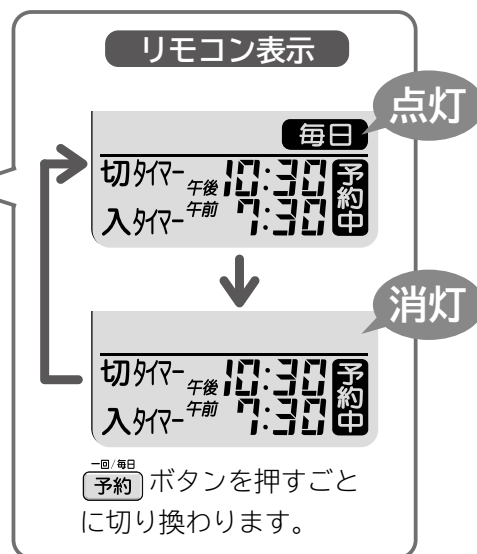 リモコン表示
点灯
毎日
切タイマー 午後 10:30 予約中
入タイマー 午前 7:30
消灯
切タイマー 午後 10:30 予約中
入タイマー 午前 7:30
一回/毎日
予約 ボタンを押すごと
に切り換わります。